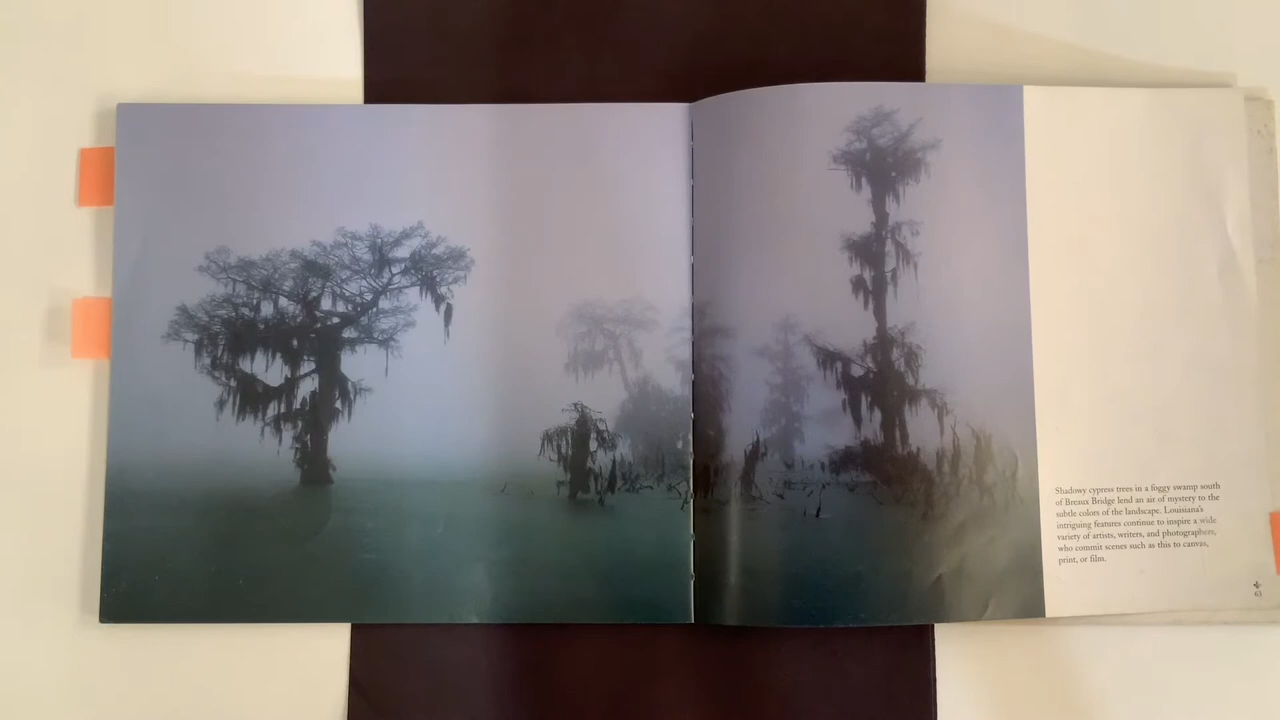 Shadowy cypress trees in a foggy swamp south
of Breaux Bridge lend an air of mystery to the
subtle colors of the landscape. Louisiana's
intriguing features continue to inspire a wide
variety of artists, writers, and photographers,
who commit scenes such as this to canvas,
print, or film.
63